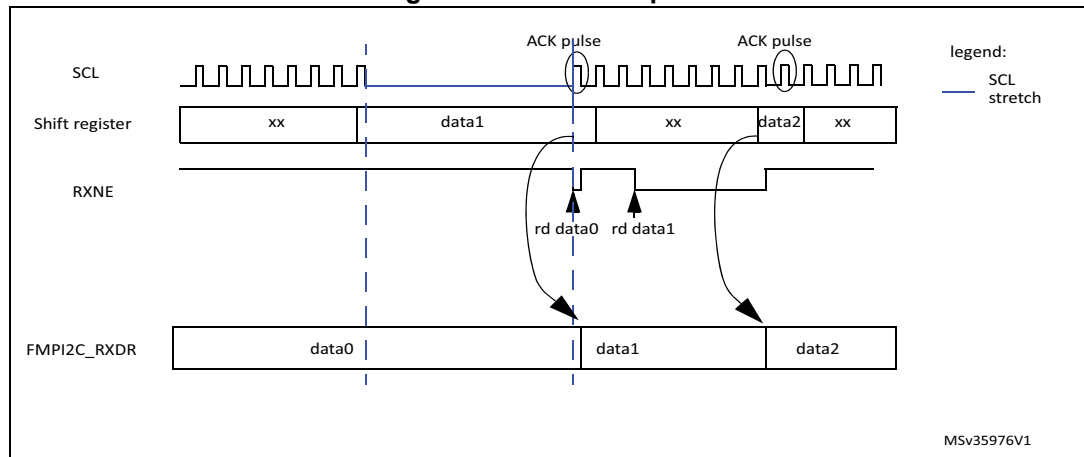 ACK pulse ACK pulse
legend:
SCL
SCL
stretch
Shift register xx data1 xx data2 xx
RXNE
rd data0 rd data1
FMPI2C_RXDR data0 data1 data2
MSv35976V1